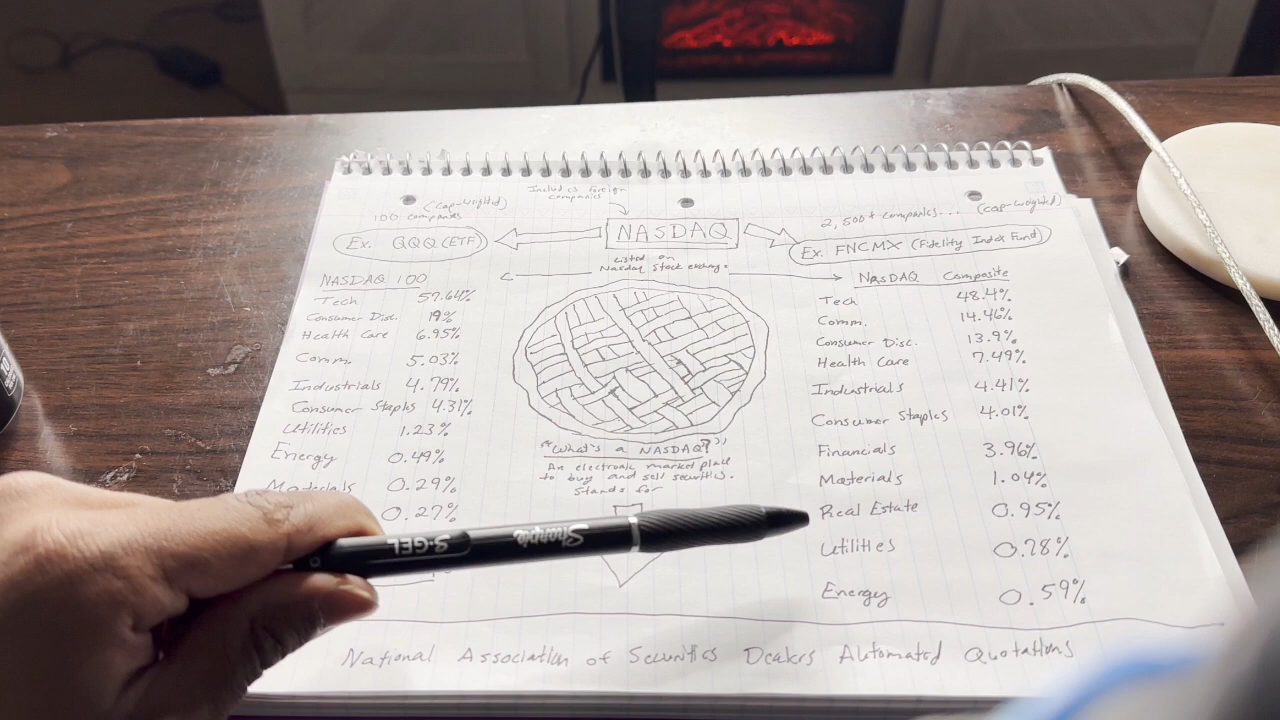 Includes foreign
companies
(cap-weighted)
100 companies
Ex. QQQ (ETF)
NASDAQ
2,500+ companies... (cap-weighted)
Ex. FNCMX (Fidelity Index Fund)
Listed on
Nasdaq Stock exchange
NASDAQ 100
Tech 57.64%
Consumer Disc. 19%
Health Care 6.95%
Comm. 5.03%
Industrials 4.79%
Consumer Staples 4.31%
Utilities 1.23%
Energy 0.49%
Materials 0.29%
0.27%
"What's a NASDAQ?"
An electronic market place
to buy and sell securities.
Stands for
NASDAQ Composite
Tech 48.4%
Comm. 14.46%
Consumer Disc. 13.9%
Health Care 7.49%
Industrials 4.41%
Consumer Staples 4.01%
Financials 3.96%
Materials 1.04%
Real Estate 0.95%
Utilities 0.78%
Energy 0.59%
S·GEL Sharpie
National Association of Securities Dealers Automated Quotations